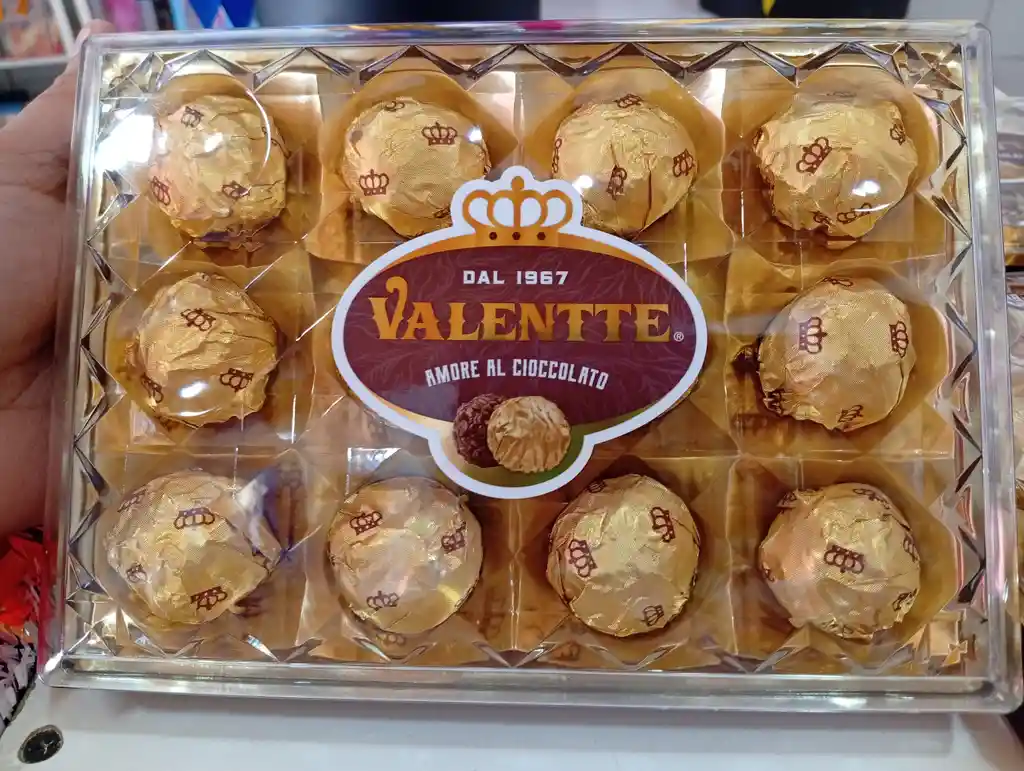 DAL 1967
VALENTTE®
AMORE AL CIOCCOLATO